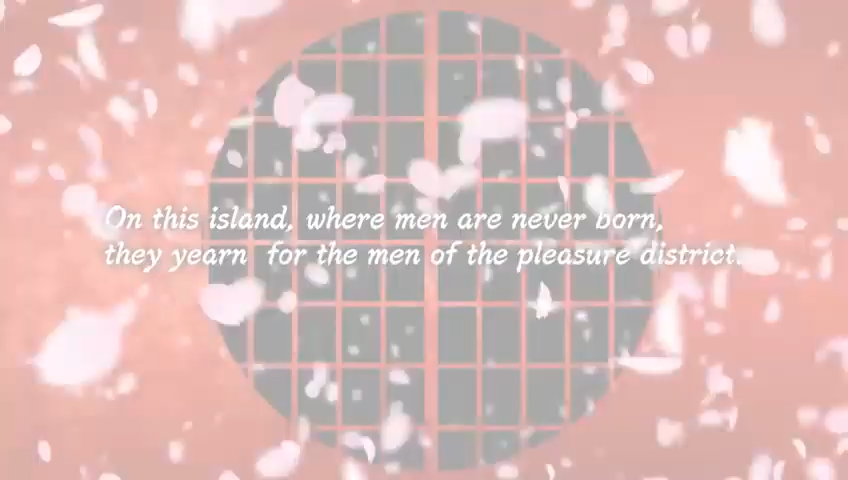 On this island, where men are never born,
they yearn  for the men of the pleasure district.